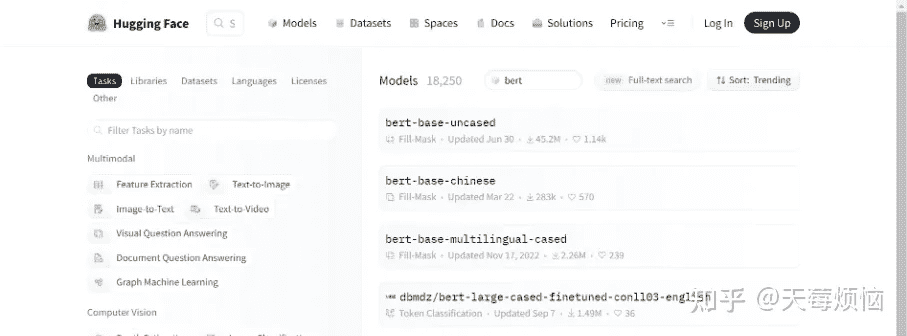 Hugging Face S Models Datasets Spaces Docs Solutions Pricing Log In Sign Up
Tasks Libraries Datasets Languages Licenses
Other
Filter Tasks by name
Multimodal
Feature Extraction Text-to-Image
Image-to-Text Text-to-Video
Visual Question Answering
Document Question Answering
Graph Machine Learning
Computer Vision
Models 18,250 bert new Full-text search Sort: Trending
bert-base-uncased
Fill-Mask • Updated Jun 30 • 45.2M • 1.14k
bert-base-chinese
Fill-Mask • Updated Mar 22 • 283k • 570
bert-base-multilingual-cased
Fill-Mask • Updated Nov 17, 2022 • 2.26M • 239
dbmdz/bert-large-cased-finetuned-conll03-english
Token Classification • Updated Sep 7 • 1.49M • 36
知乎 @天莓烦恼